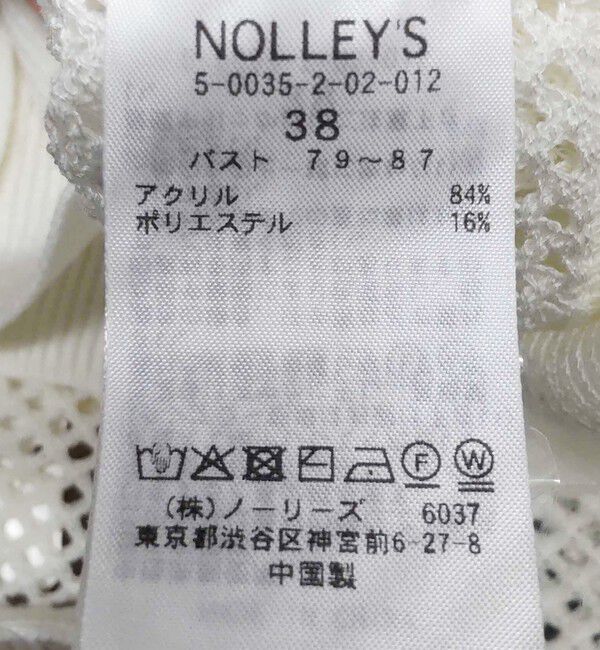 NOLLEY'S
5-0035-2-02-012
38
バスト 79～87
アクリル 84%
ポリエステル 16%
F W
(株)ノーリーズ 6037
東京都渋谷区神宮前6-27-8
中国製